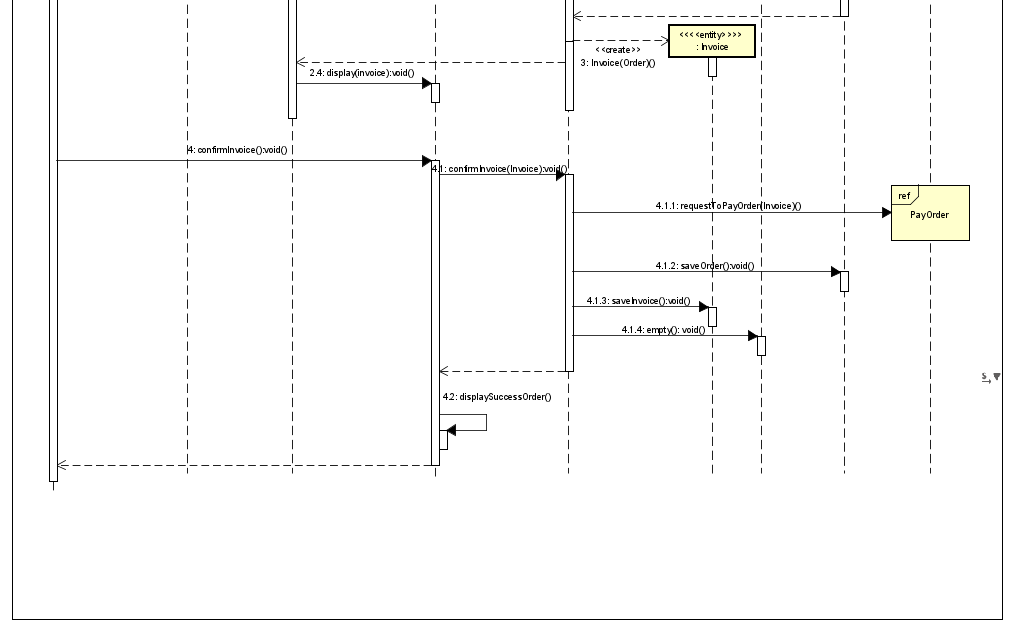 <<<<entity>>>>
: Invoice
<<create>>
3: Invoice(Order)()
2.4: display(invoice):void()
4: confirmInvoice():void()
4.1: confirmInvoice(Invoice):void()
ref
PayOrder
4.1.1: requestToPayOrder(Invoice)()
4.1.2: saveOrder():void()
4.1.3: saveInvoice():void()
4.1.4: empty(): void()
S
4.2: displaySuccessOrder()